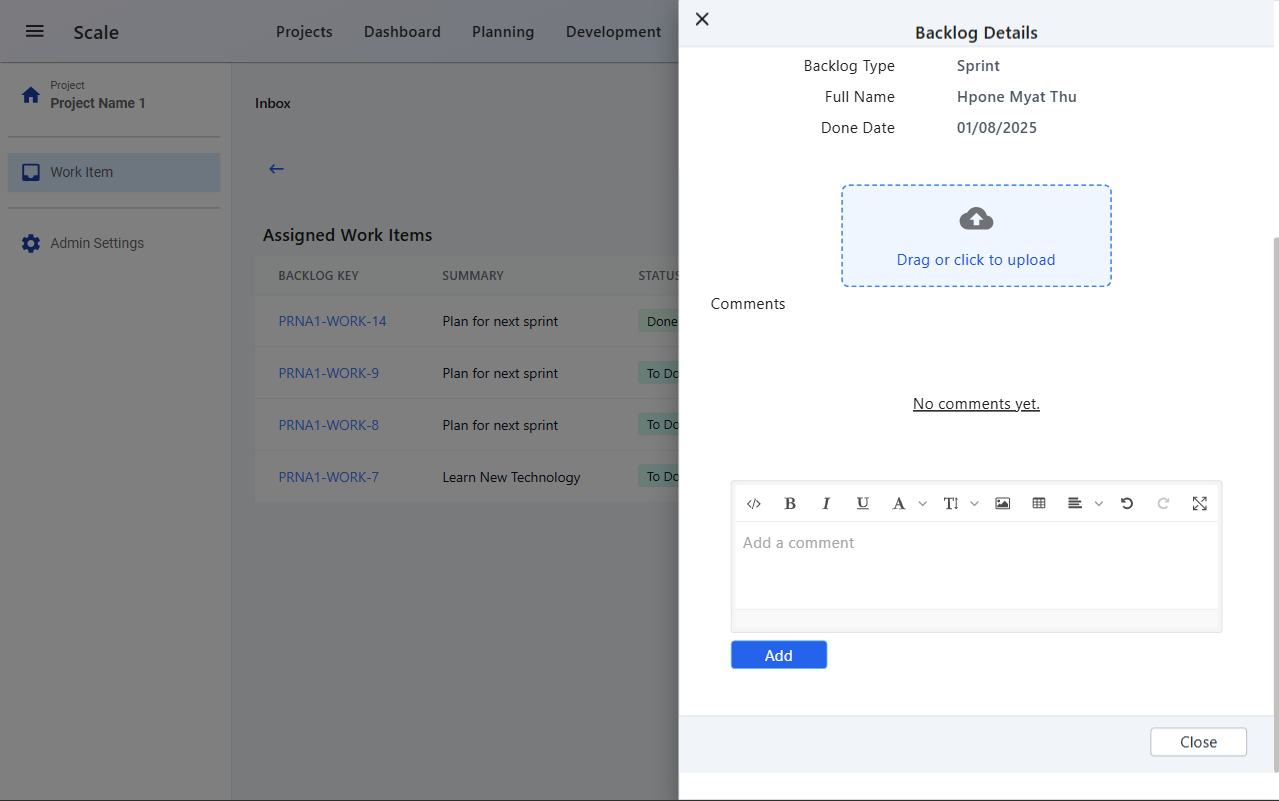 Scale
Projects Dashboard Planning Development
Project
Project Name 1
Work Item
Admin Settings
Inbox
Assigned Work Items
BACKLOG KEY SUMMARY STATUS
PRNA1-WORK-14 Plan for next sprint Done
PRNA1-WORK-9 Plan for next sprint To Do
PRNA1-WORK-8 Plan for next sprint To Do
PRNA1-WORK-7 Learn New Technology To Do
Backlog Details
Backlog Type Sprint
Full Name Hpone Myat Thu
Done Date 01/08/2025
Drag or click to upload
Comments
No comments yet.
Add a comment
Add
Close